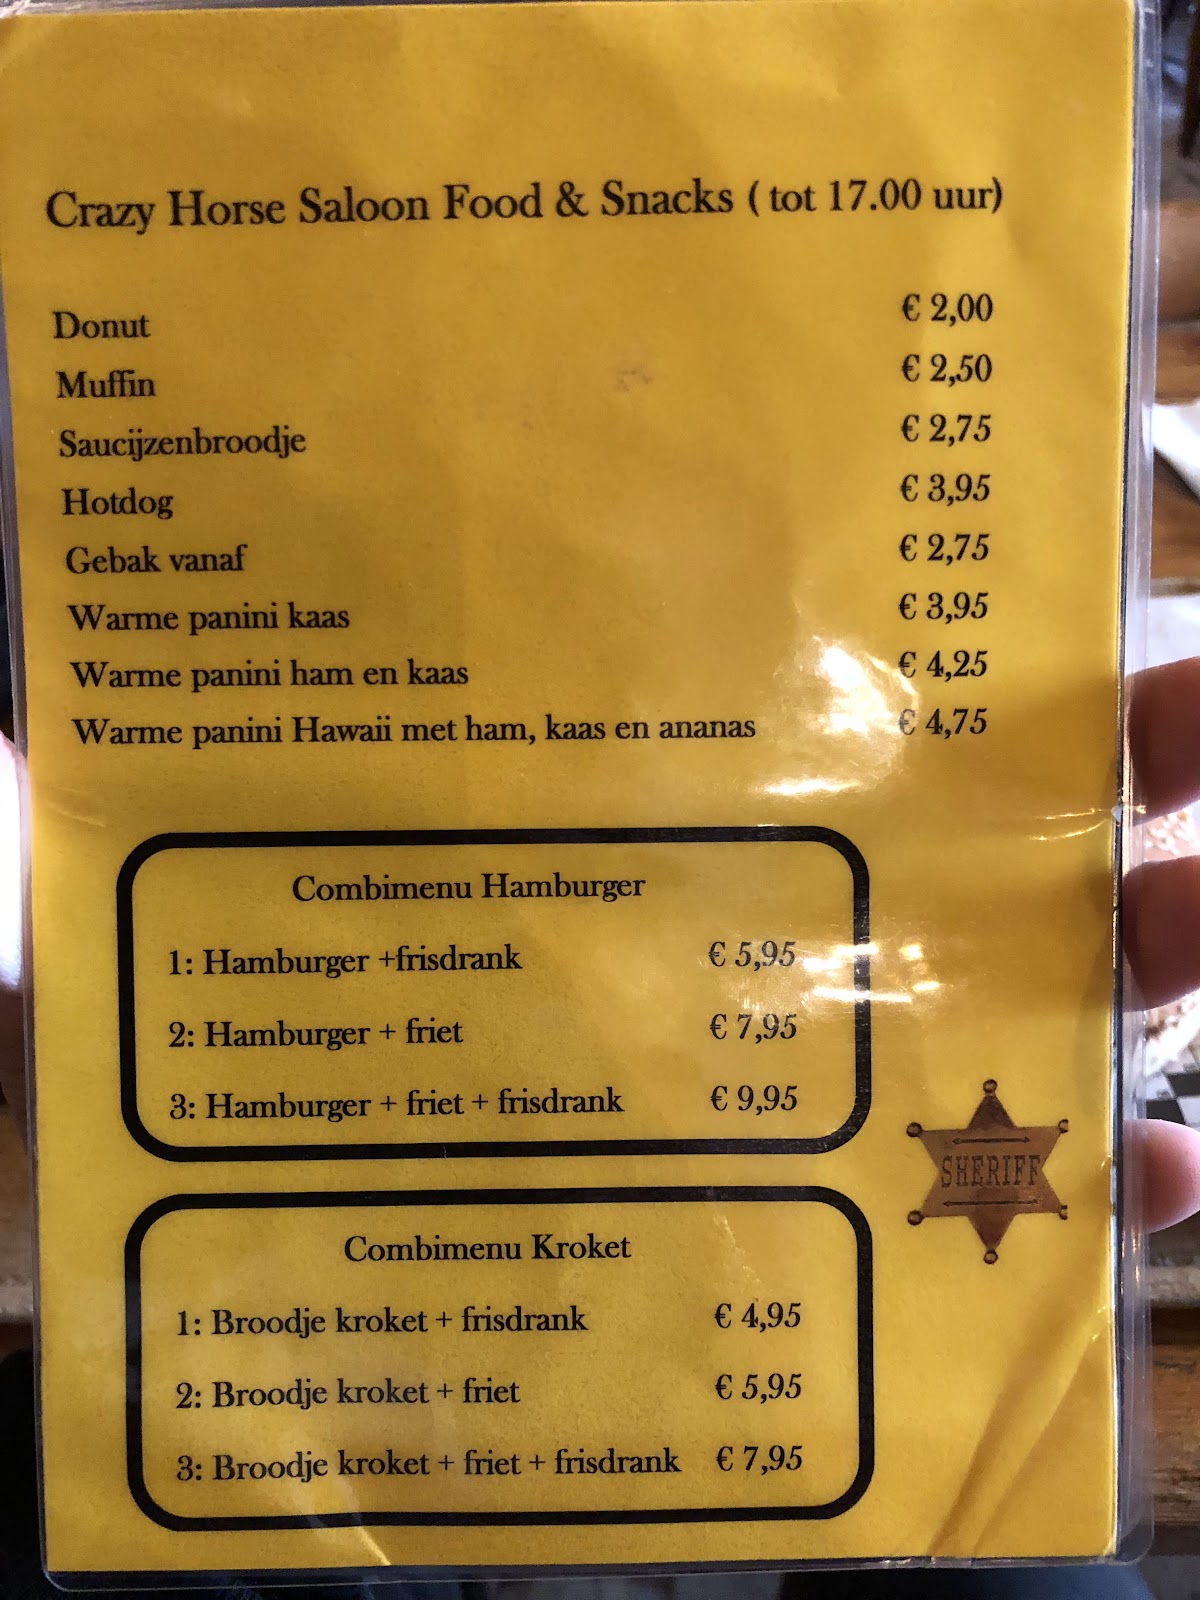 Crazy Horse Saloon Food & Snacks ( tot 17.00 uur)
Donut € 2,00
Muffin € 2,50
Saucijzenbroodje € 2,75
Hotdog € 3,95
Gebak vanaf € 2,75
Warme panini kaas € 3,95
Warme panini ham en kaas € 4,25
Warme panini Hawaii met ham, kaas en ananas € 4,75
Combimenu Hamburger
1: Hamburger +frisdrank € 5,95
2: Hamburger + friet € 7,95
3: Hamburger + friet + frisdrank € 9,95
SHERIFF
Combimenu Kroket
1: Broodje kroket + frisdrank € 4,95
2: Broodje kroket + friet € 5,95
3: Broodje kroket + friet + frisdrank € 7,95